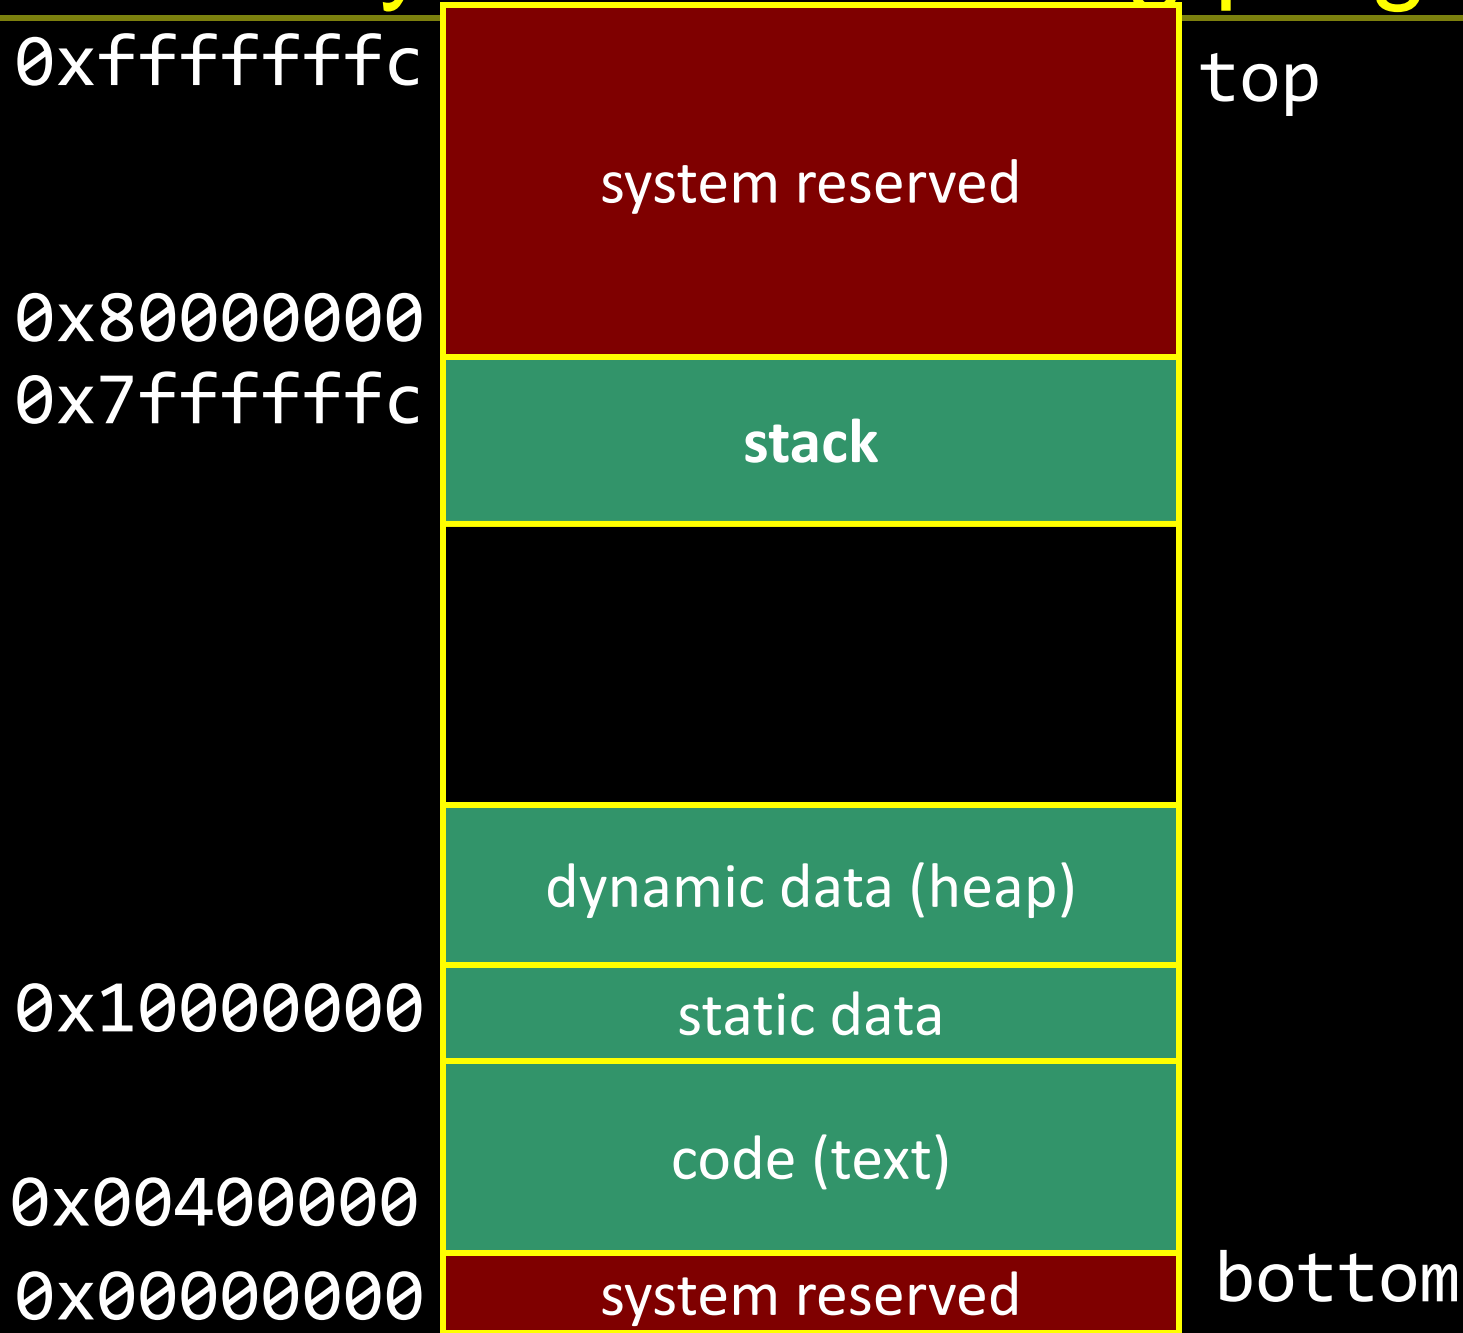 0xfffffffc
top
system reserved
0x80000000
0x7ffffffc
stack
dynamic data (heap)
0x10000000
static data
code (text)
0x00400000
bottom
0x00000000
system reserved